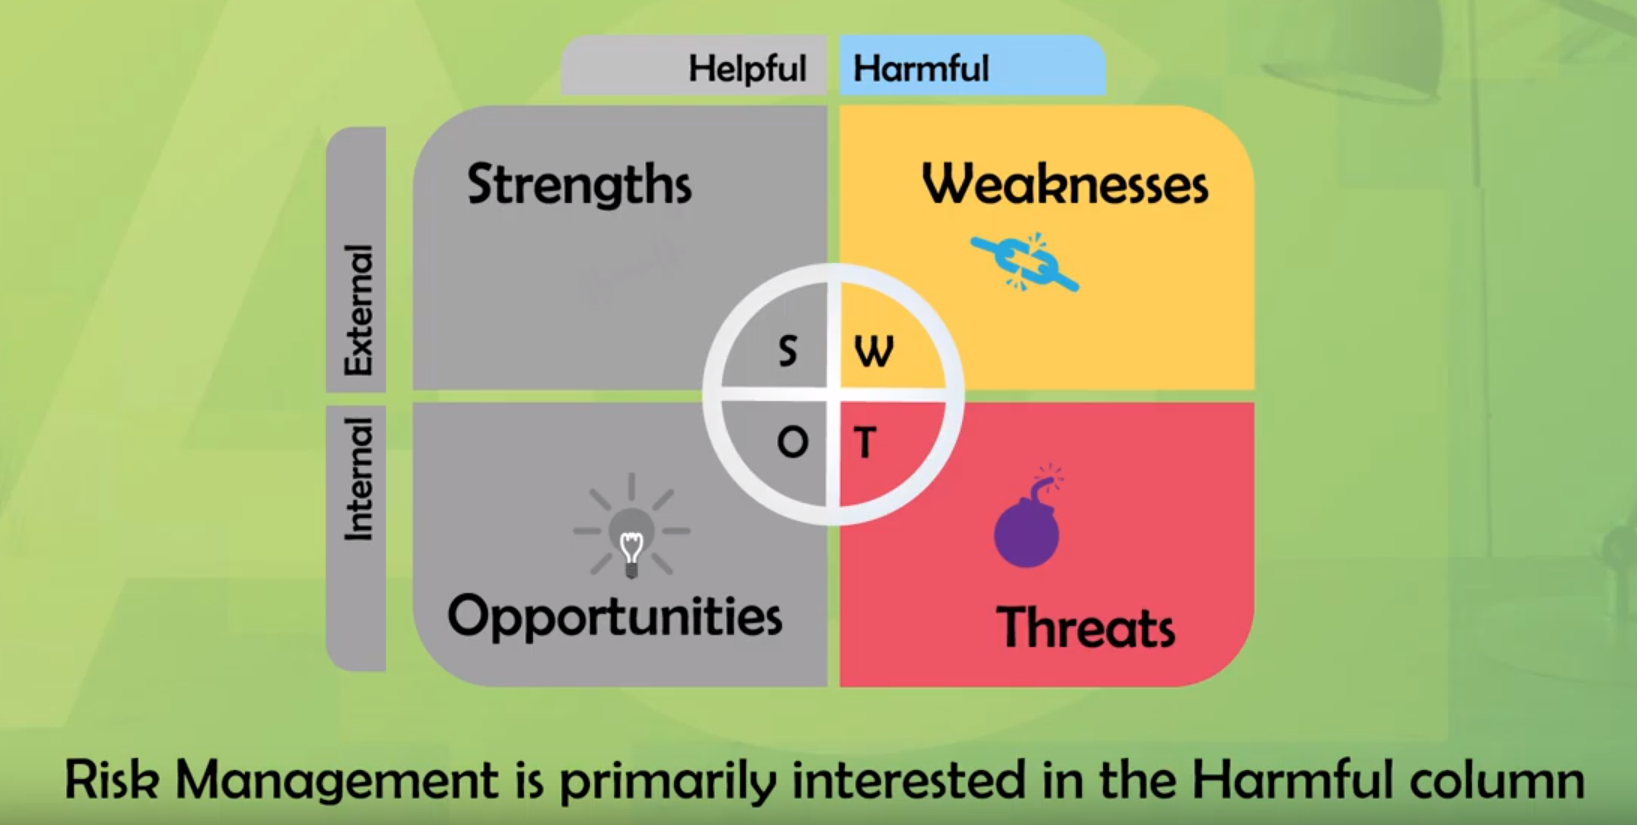 Helpful
Harmful
External
Internal
Strengths
Weaknesses
S
W
O
T
Opportunities
Threats
Risk Management is primarily interested in the Harmful column